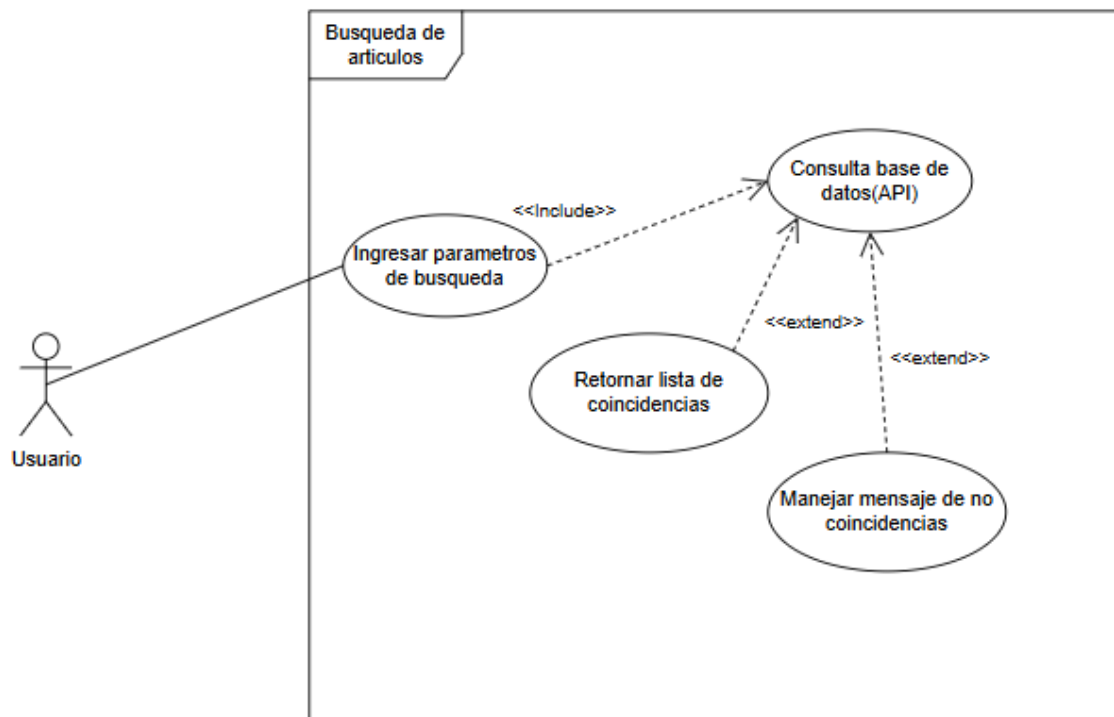 Busqueda de
articulos
Consulta base de
datos(API)
<<Include>>
Ingresar parametros
de busqueda
<<extend>>
<<extend>>
Retornar lista de
coincidencias
Usuario
Manejar mensaje de no
coincidencias